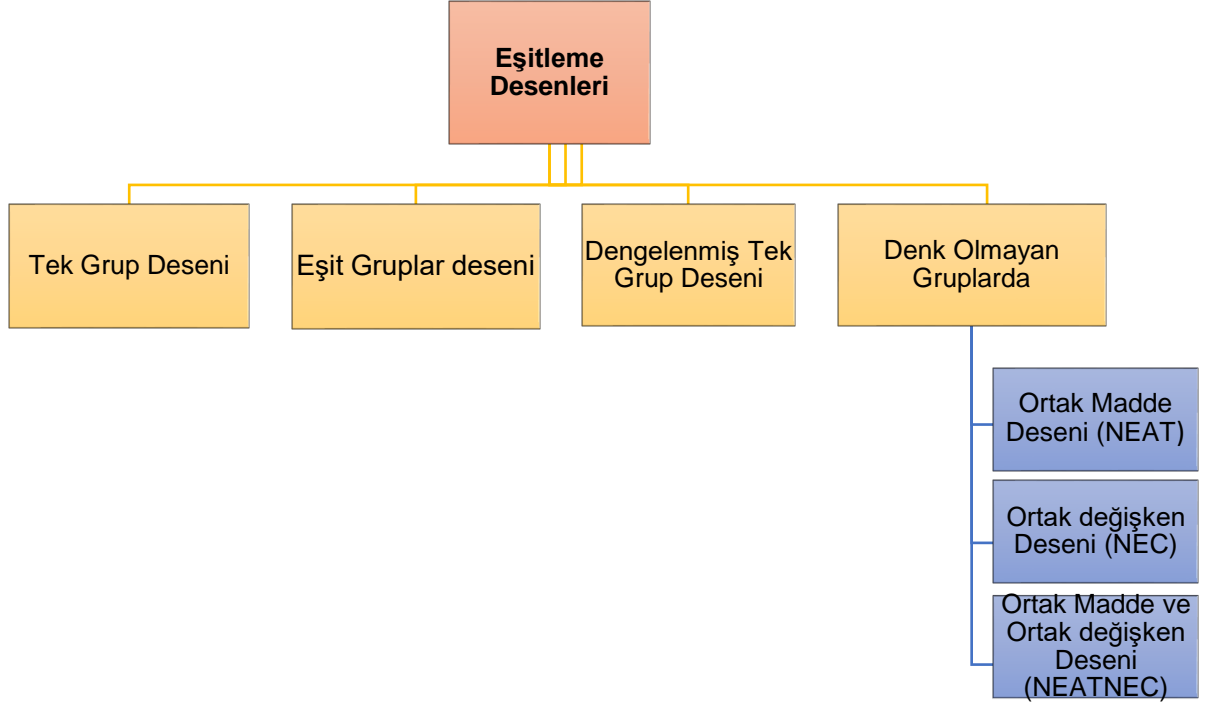 Eşitleme
Desenleri
Tek Grup Deseni
Eşit Gruplar deseni
Dengelenmiş Tek
Grup Deseni
Denk Olmayan
Gruplarda
Ortak Madde
Deseni (NEAT)
Ortak değişken
Deseni (NEC)
Ortak Madde ve
Ortak değişken
Deseni
(NEATNEC)